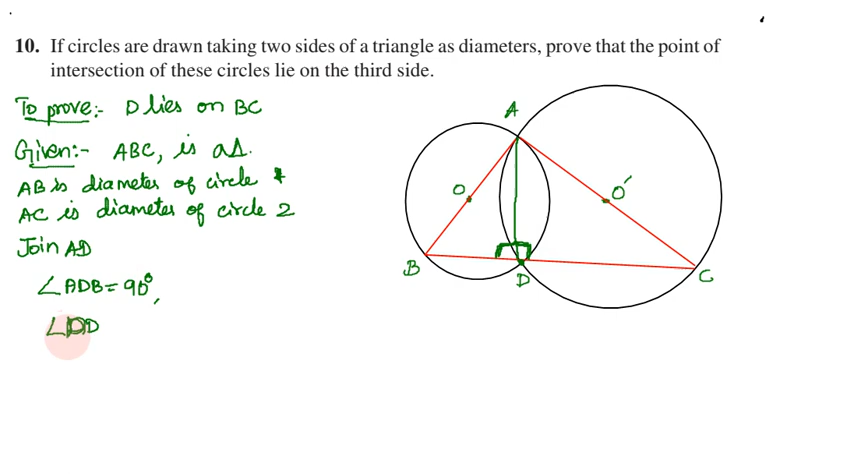 10. If circles are drawn taking two sides of a triangle as diameters, prove that the point of
intersection of these circles lie on the third side.
To prove:- D lies on BC
Given:- ABC, is a Δ.
AB is diameter of circle 1
AC is diameter of circle 2
Join AD
∠ADB = 90°,
∠DD
A
O
O'
B
D
C